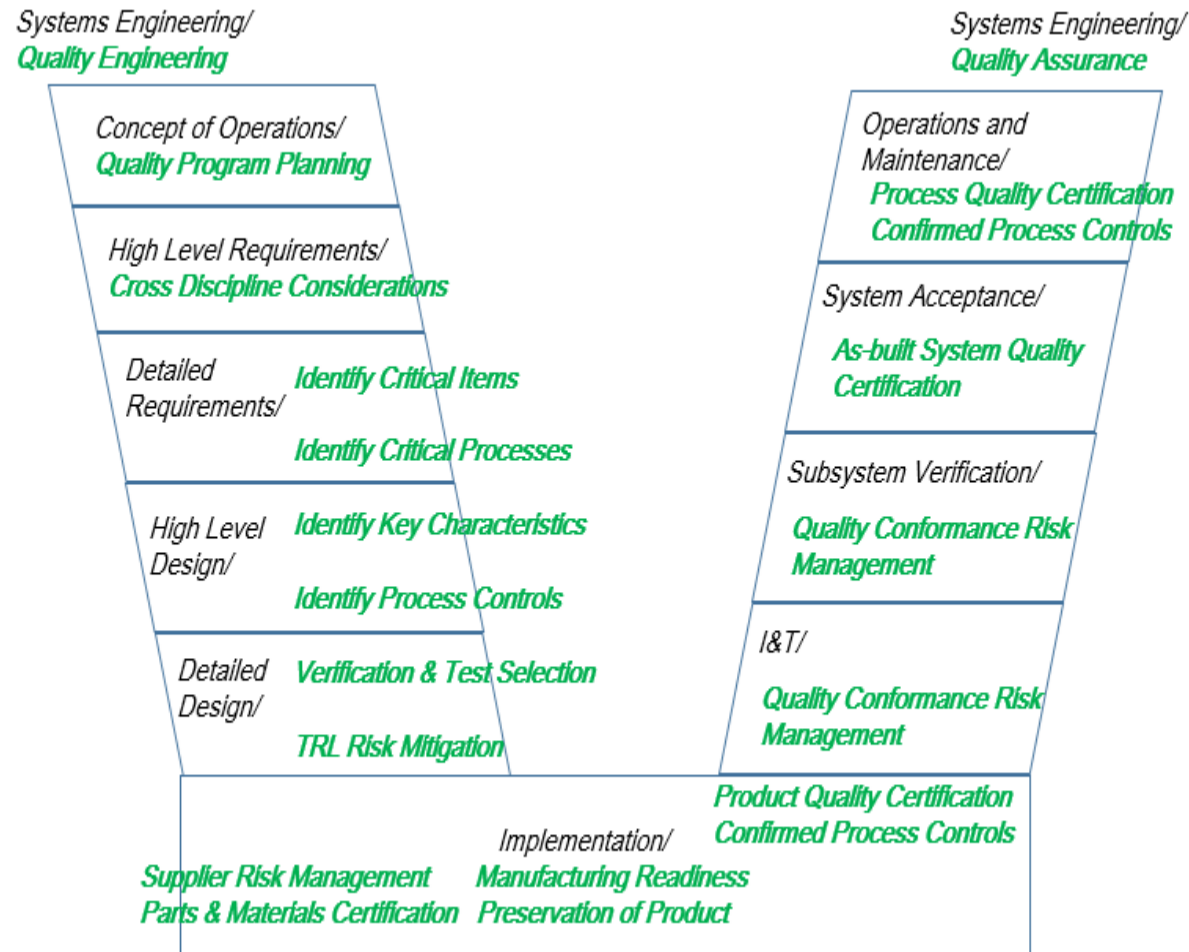 Systems Engineering/
Quality Engineering
Concept of Operations/
Quality Program Planning
High Level Requirements/
Cross Discipline Considerations
Detailed
Requirements/
Identify Critical Items
Identify Critical Processes
High Level
Design/
Identify Key Characteristics
Identify Process Controls
Detailed
Design/
Verification & Test Selection
TRL Risk Mitigation
Implementation/
Supplier Risk Management
Parts & Materials Certification
Manufacturing Readiness
Preservation of Product
Product Quality Certification
Confirmed Process Controls
Systems Engineering/
Quality Assurance
Operations and
Maintenance/
Process Quality Certification
Confirmed Process Controls
System Acceptance/
As-built System Quality
Certification
Subsystem Verification/
Quality Conformance Risk
Management
I&T/
Quality Conformance Risk
Management